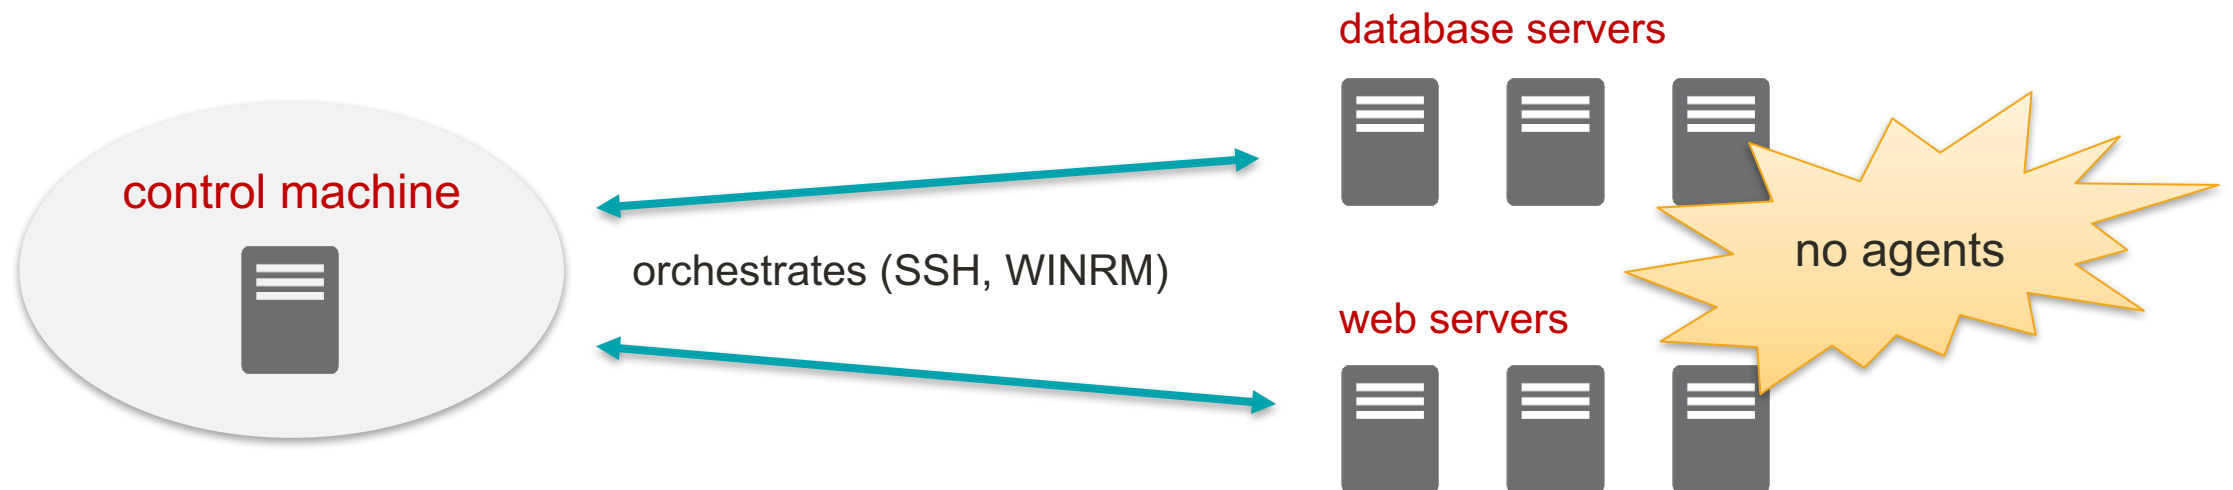 database servers
control machine
orchestrates (SSH, WINRM)
no agents
web servers